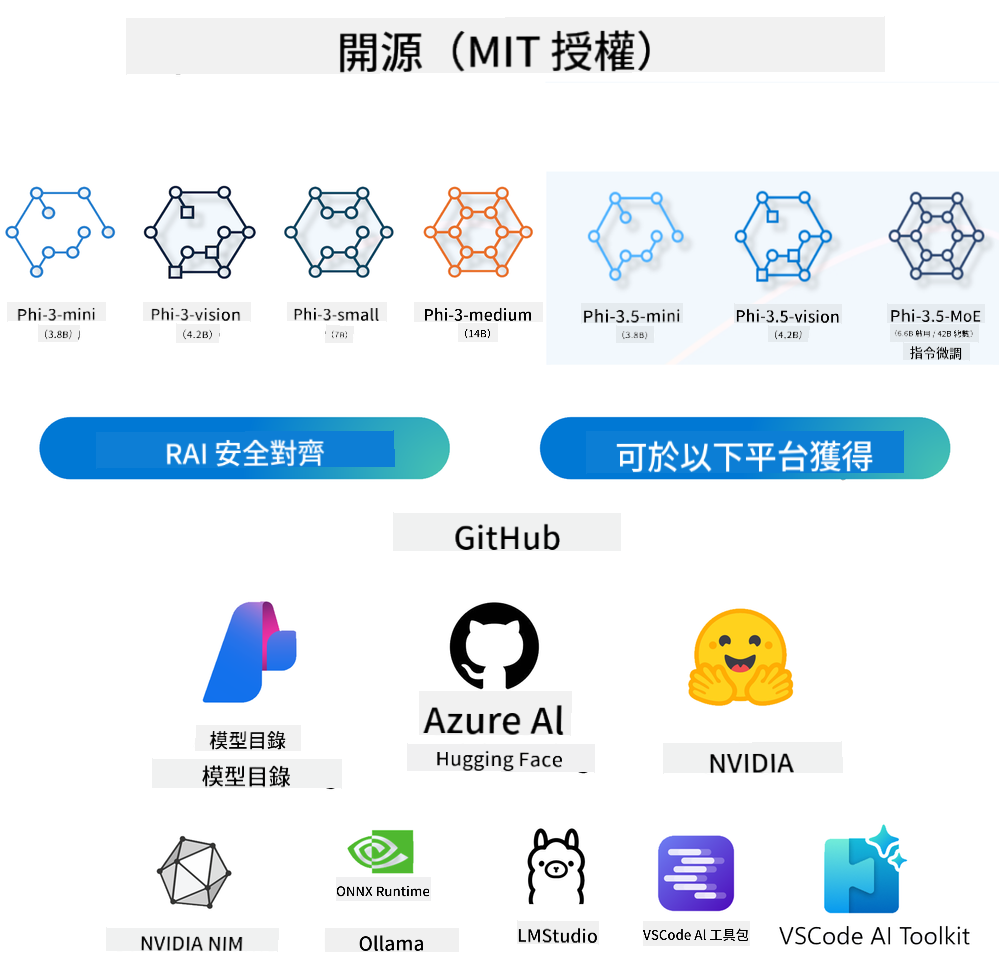 開源（MIT 授權）
Phi-3-mini
(3.8B)
Phi-3-vision
(4.2B)
Phi-3-small
(7B)
Phi-3-medium
(14B)
Phi-3.5-mini
(3.8B)
Phi-3.5-vision
(4.2B)
Phi-3.5-MoE
(6.6B 啟用 / 42B
指令微調
RAI 安全對齊
可於以下平台獲得
GitHub
Azure AI
模型目錄
Hugging Face
模型目錄
NVIDIA
ONNX Runtime
NVIDIA NIM
Ollama
LMStudio
VSCode AI 工具包
VSCode AI Toolkit